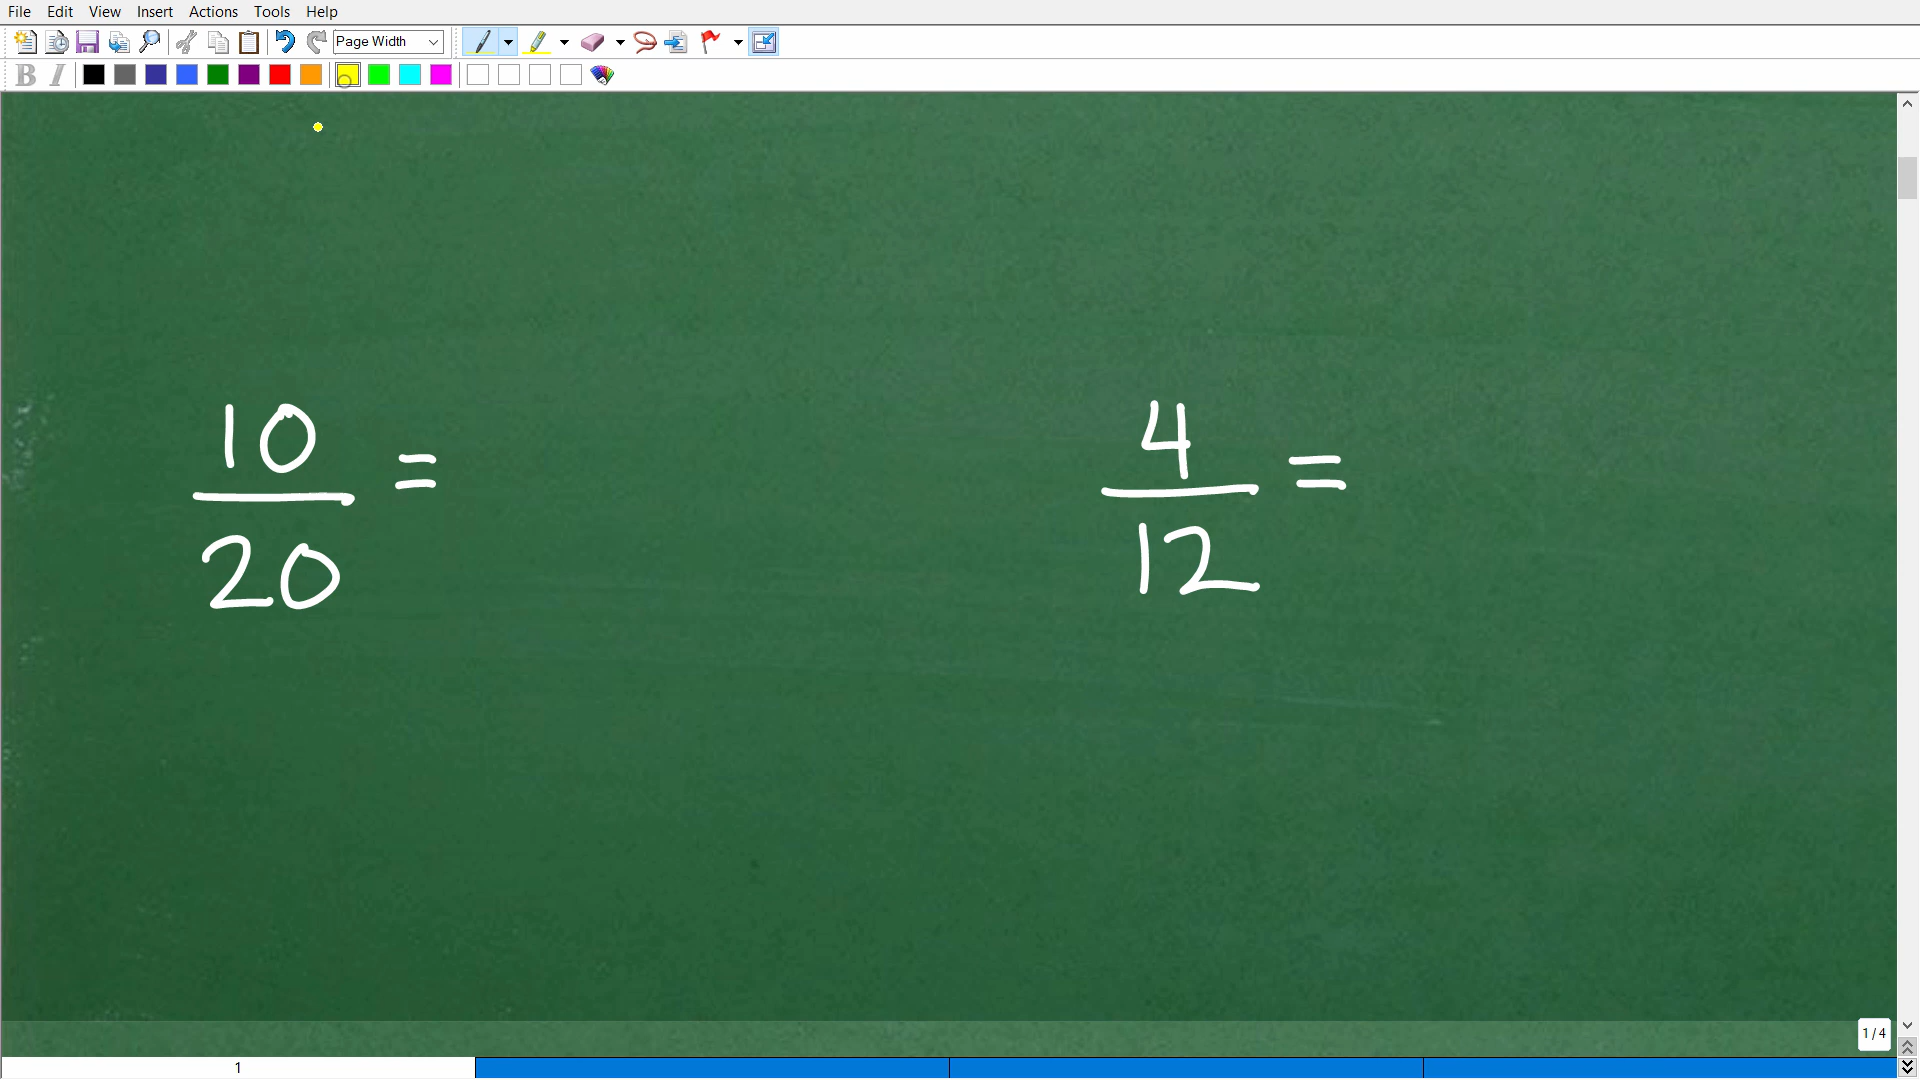 File Edit View Insert Actions Tools Help
Page Width
B I
10/20 =
4/12 =
1 / 4
1